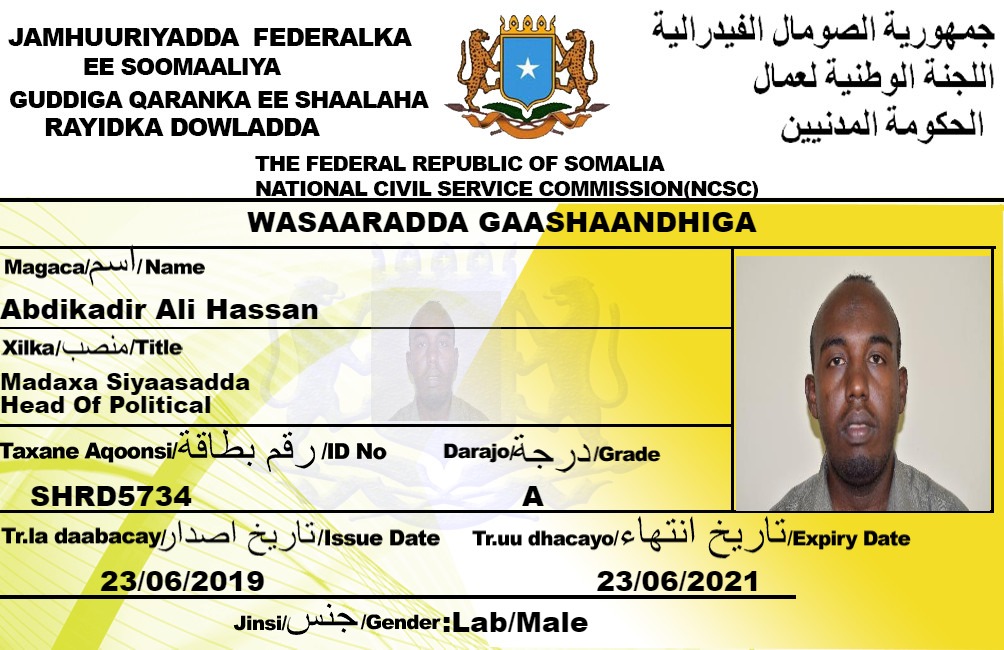 JAMHUURIYADDA FEDERALKA
EE SOOMAALIYA
GUDDIGA QARANKA EE SHAALAHA
RAYIDKA DOWLADDA
جمهورية الصومال الفيدرالية
اللجنة الوطنية لعمال
الحكومة المدنيين
THE FEDERAL REPUBLIC OF SOMALIA
NATIONAL CIVIL SERVICE COMMISSION(NCSC)
WASAARADDA GAASHAANDHIGA
Magaca/اسم/Name
Abdikadir Ali Hassan
Xilka/منصب/Title
Madaxa Siyaasadda
Head Of Political
Taxane Aqoonsi/رقم بطاقة/ID No
Darajo/درجة/Grade
SHRD5734
A
Tr.la daabacay/تاريخ اصدار/Issue Date
Tr.uu dhacayo/تاريخ انتهاء/Expiry Date
23/06/2019
23/06/2021
Jinsi/جنس/Gender:Lab/Male